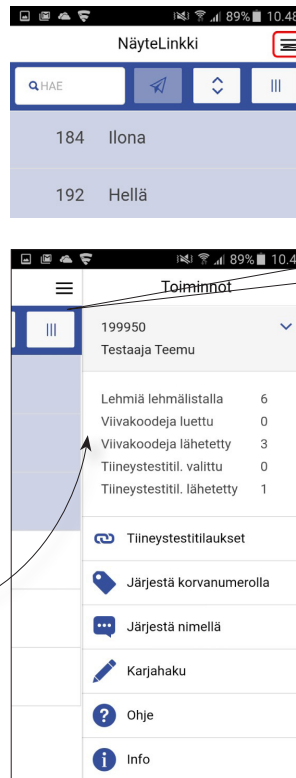 89% 10.48
NäyteLinkki
HAE
184 Ilona
192 Hellä
89% 10.4
Toiminnot
199950
Testaaja Teemu
Lehmiä lehmälistalla 6
Viivakoodeja luettu 0
Viivakoodeja lähetetty 3
Tiineystestitil. valittu 0
Tiineystestitil. lähetetty 1
Tiineystestitilaukset
Järjestä korvanumerolla
Järjestä nimellä
Karjahaku
Ohje
Info